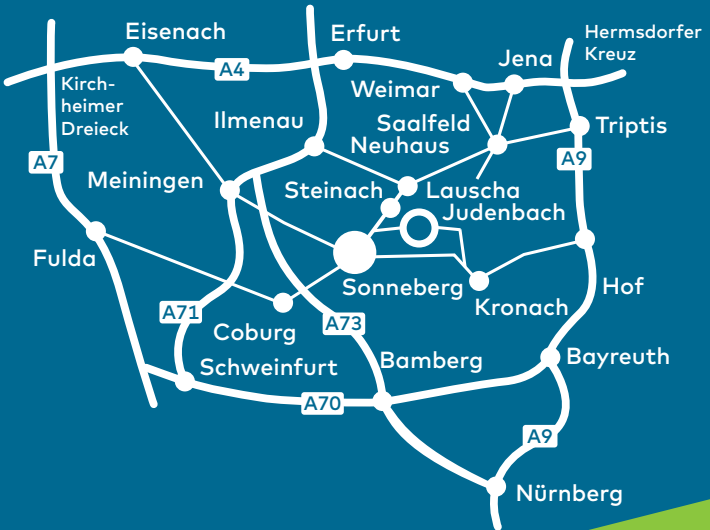 Eisenach
Erfurt
Hermsdorfer
Kreuz
Jena
A4
Kirch-
heimer
Dreieck
Weimar
Ilmenau
Saalfeld
Triptis
Neuhaus
A7
A9
Meiningen
Steinach
Lauscha
Judenbach
Fulda
Sonneberg
Hof
Kronach
A71
Coburg
A73
Schweinfurt
Bamberg
Bayreuth
A70
A9
Nürnberg